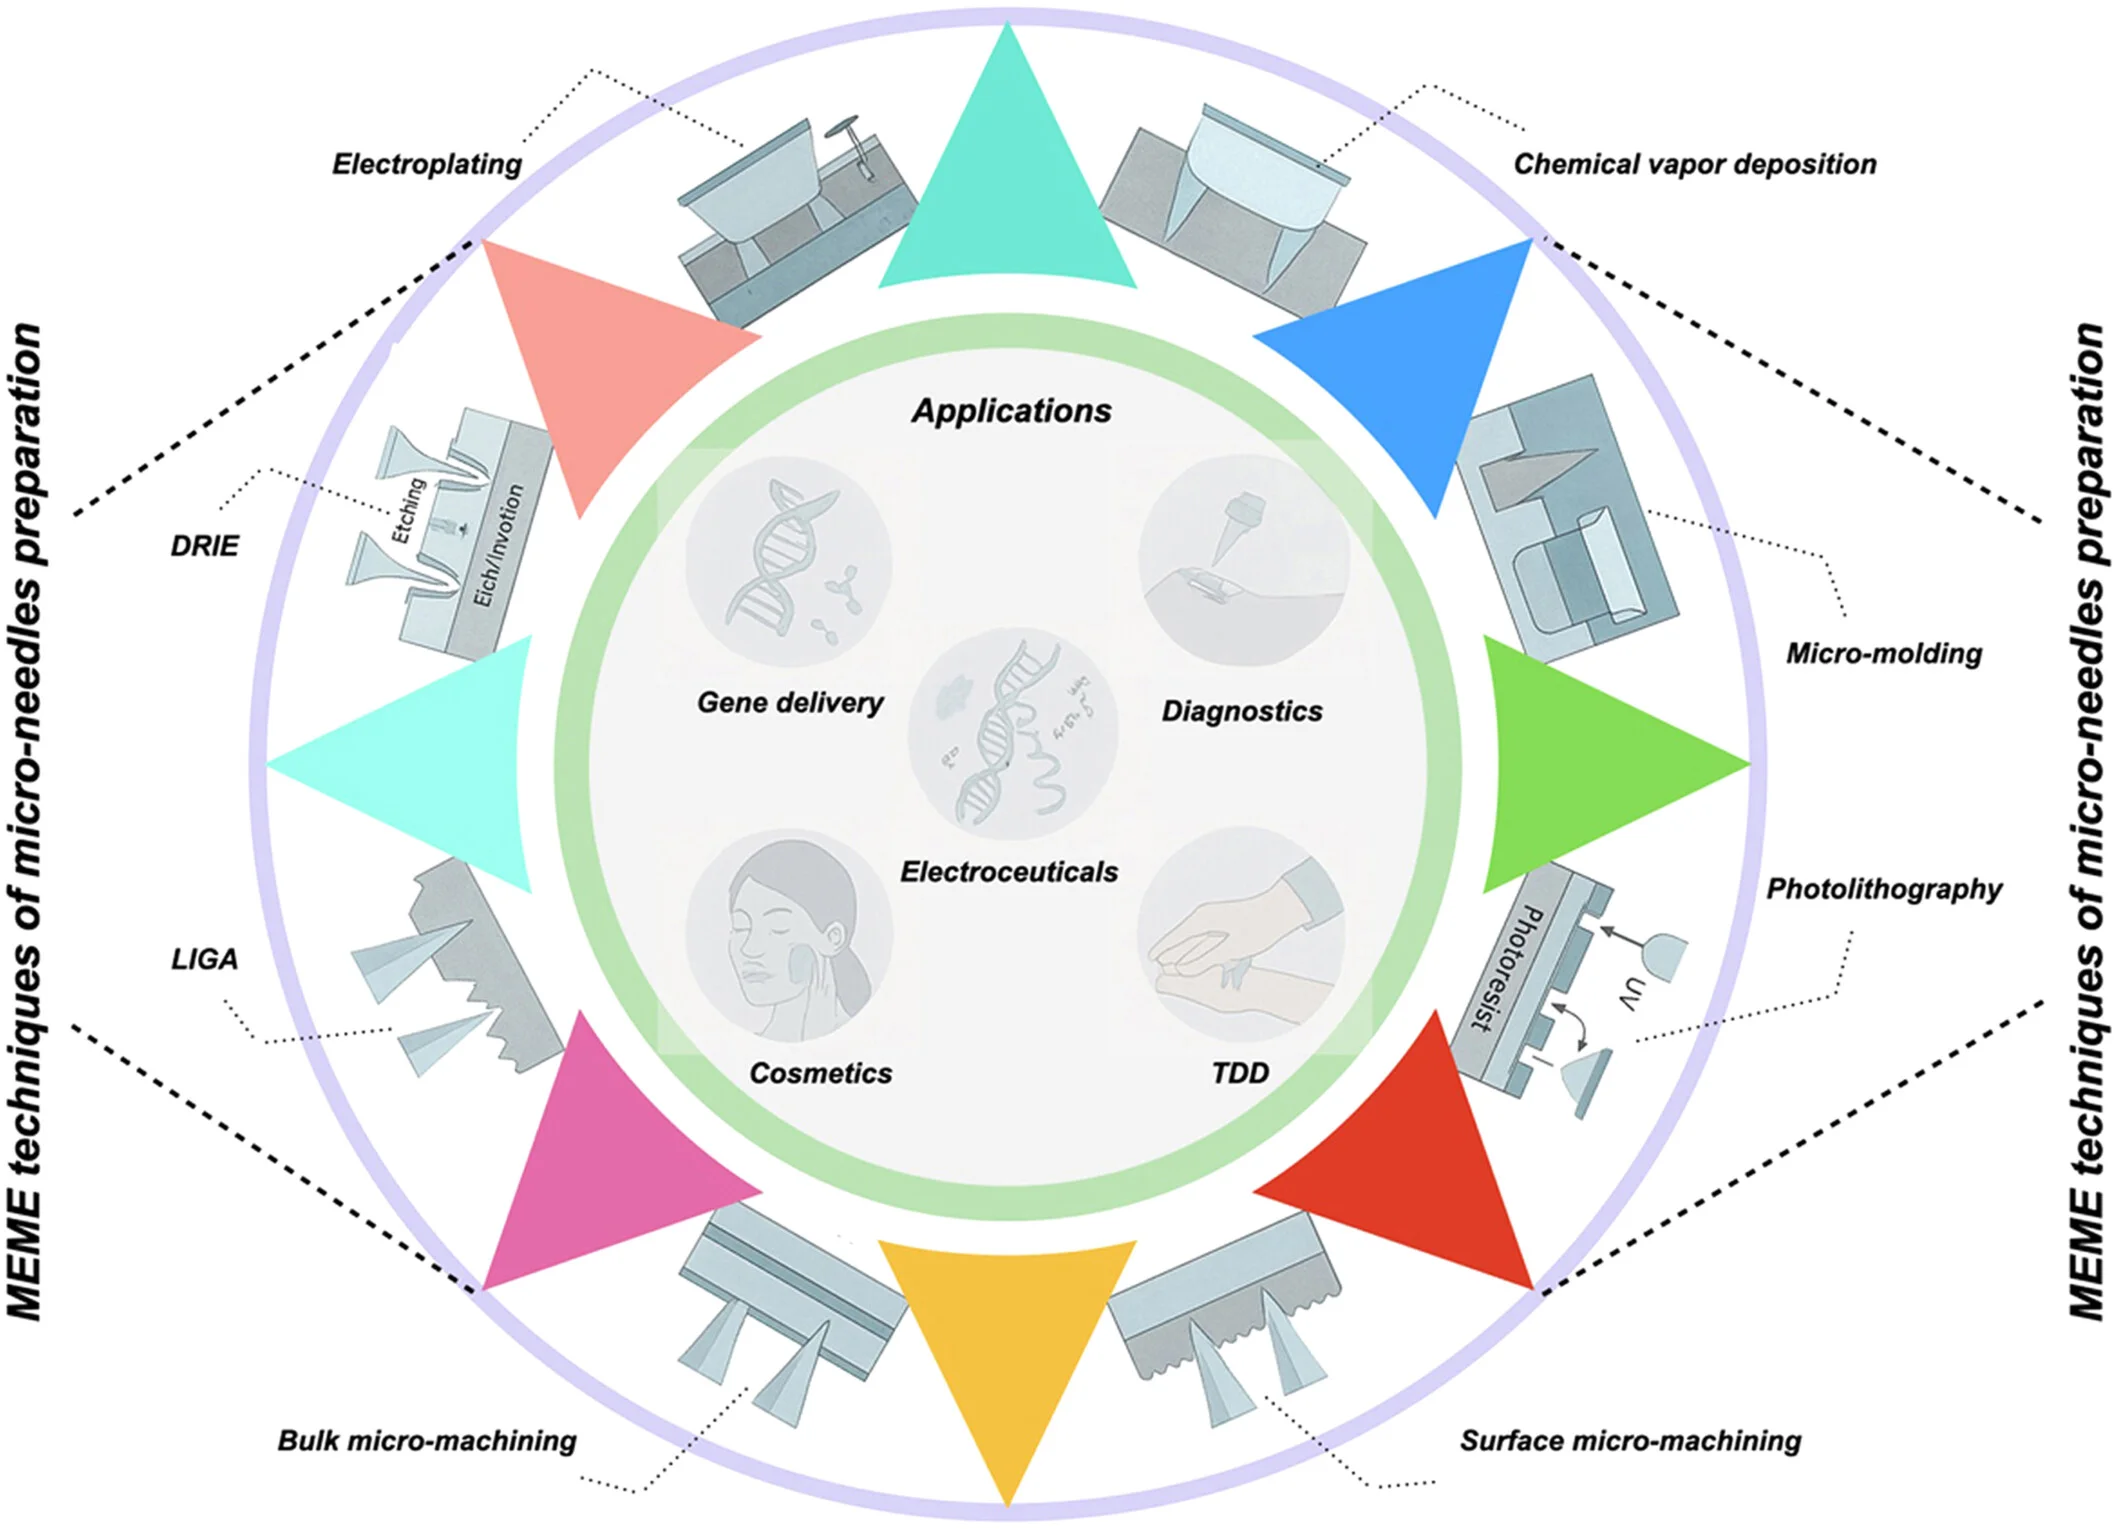 Electroplating
Chemical vapor deposition
MEME techniques of micro-needles preparation
MEME techniques of micro-needles preparation
Applications
Etching
Eich/Invotion
DRIE
Micro-molding
Gene delivery
Diagnostics
Electroceuticals
Photolithography
Photoresist
UV
LIGA
Cosmetics
TDD
Bulk micro-machining
Surface micro-machining